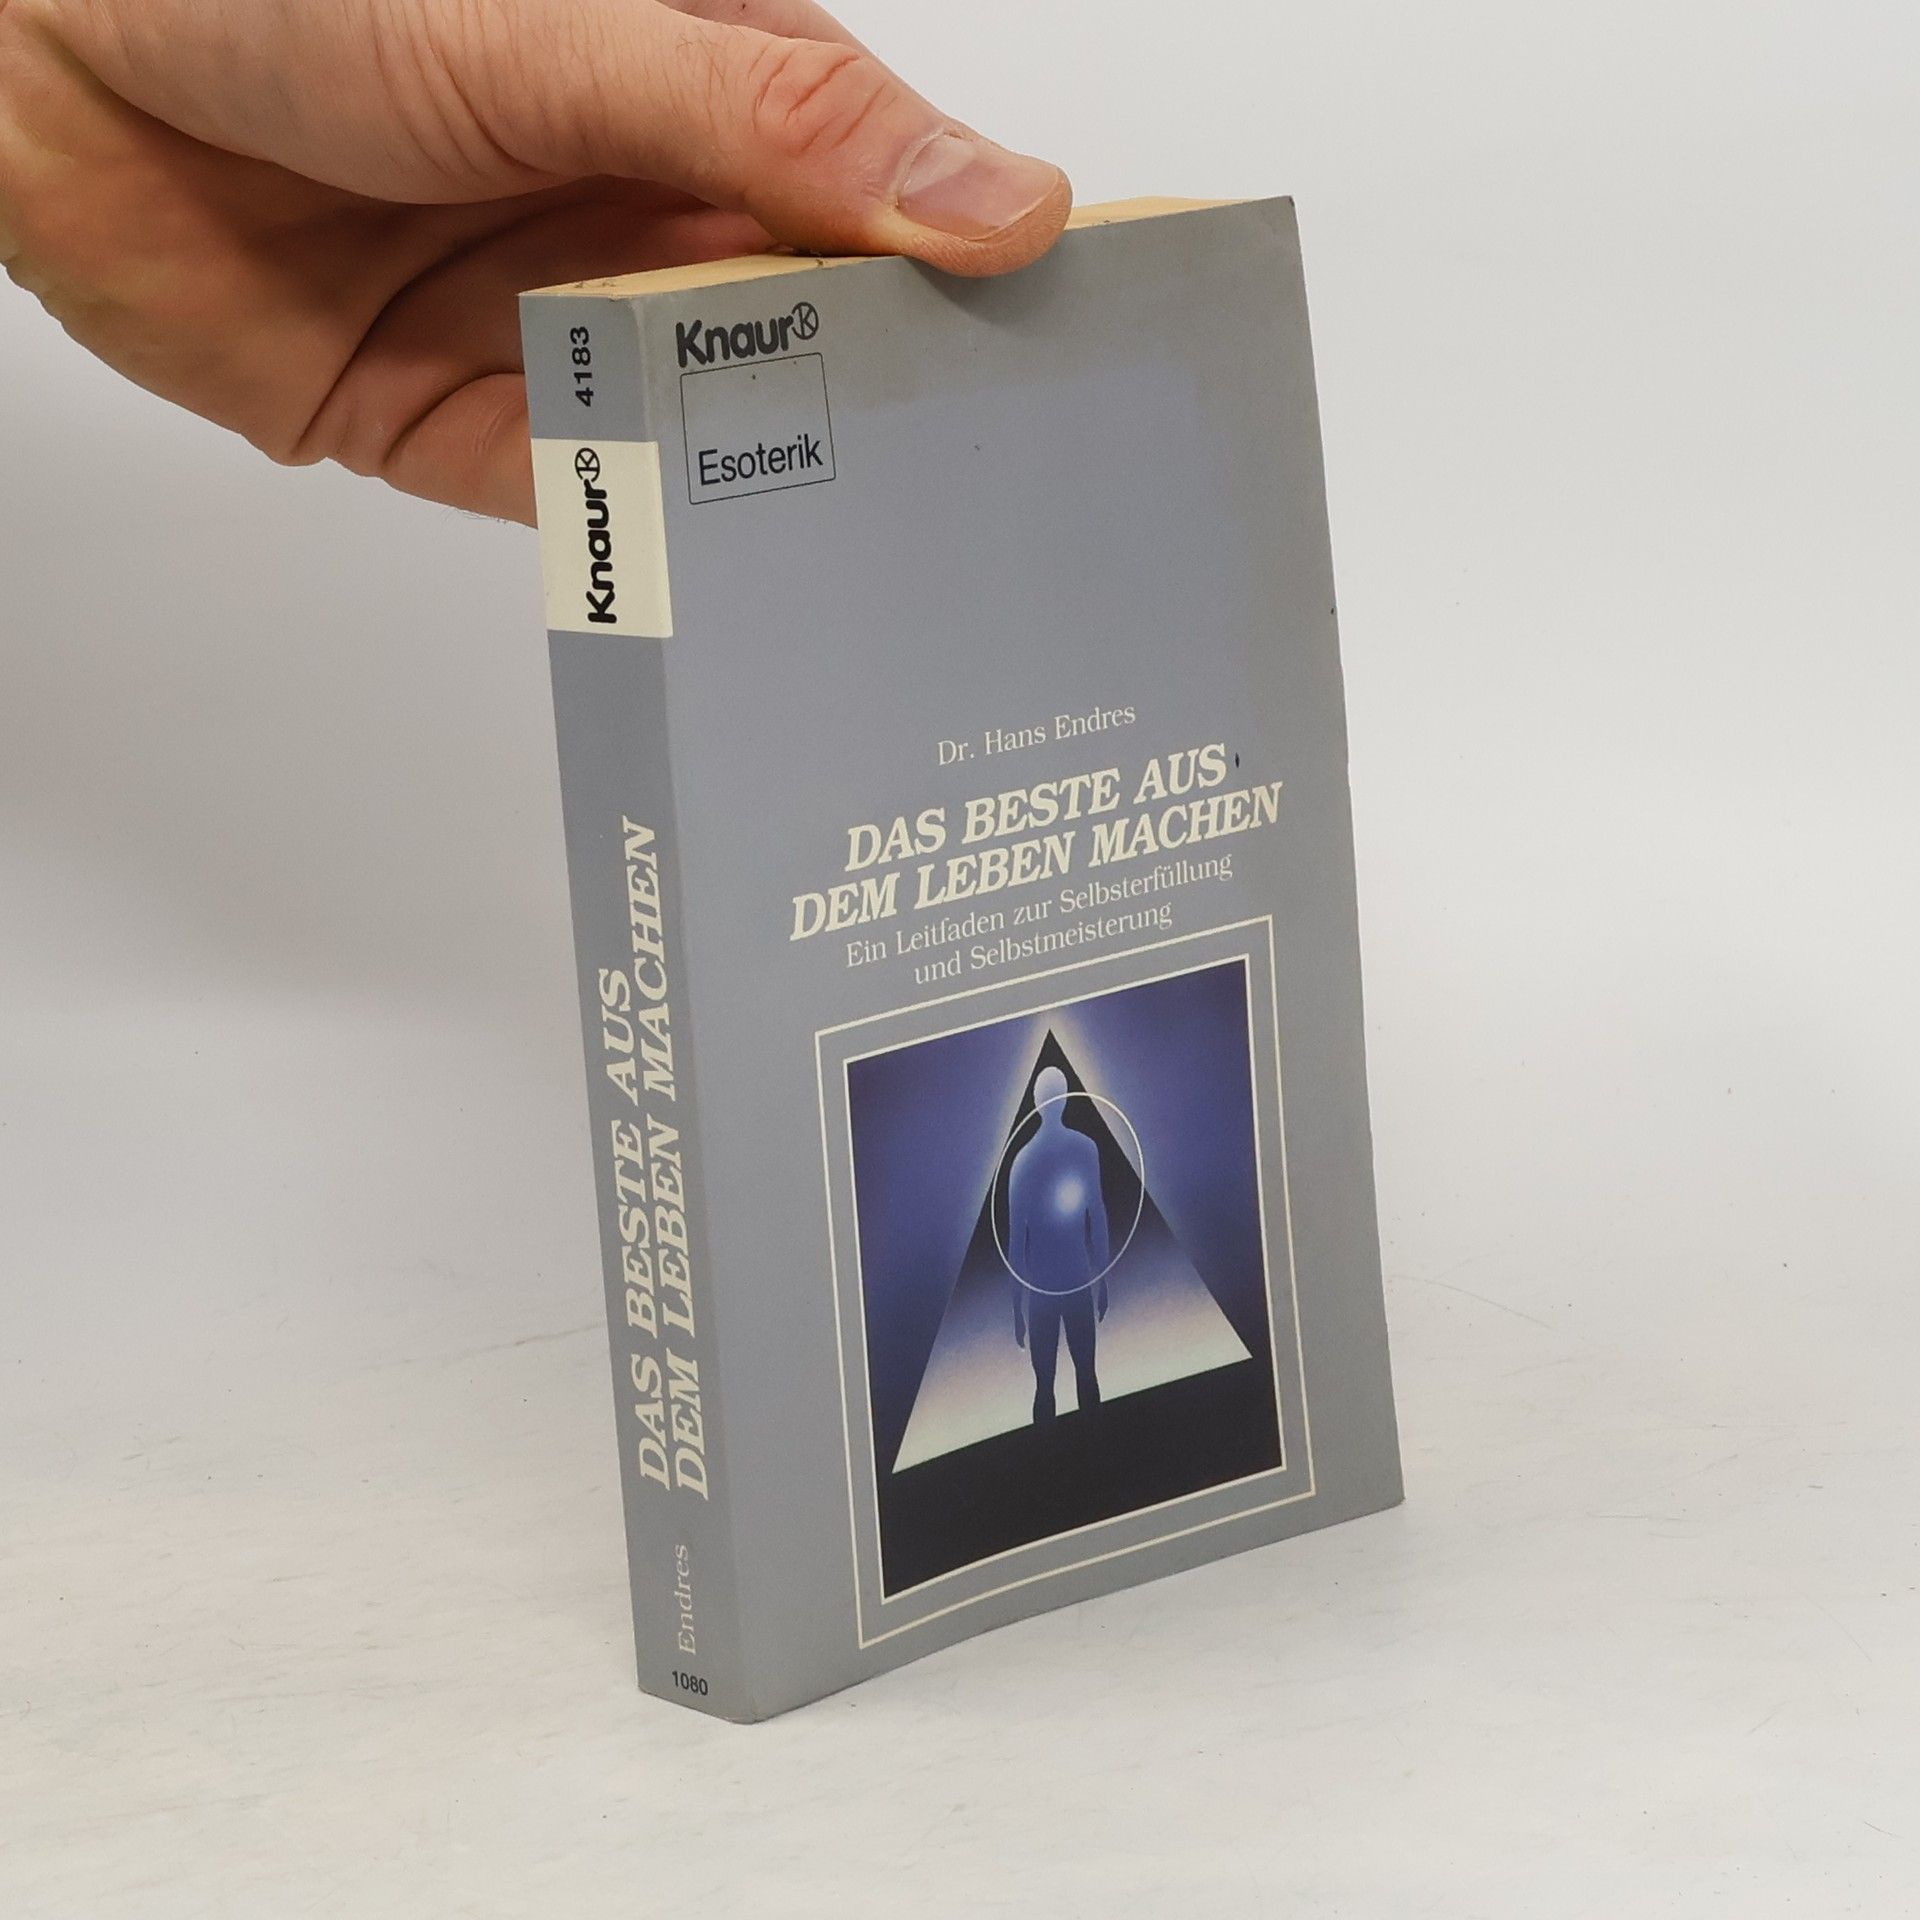 4183
Knaur
DAS BESTE AUS
DEM LEBEN MACHEN
Endres
1080
Knaur
Esoterik
Dr. Hans Endres
DAS BESTE AUS
DEM LEBEN MACHEN
Ein Leitfaden zur Selbsterfüllung
und Selbstmeisterung